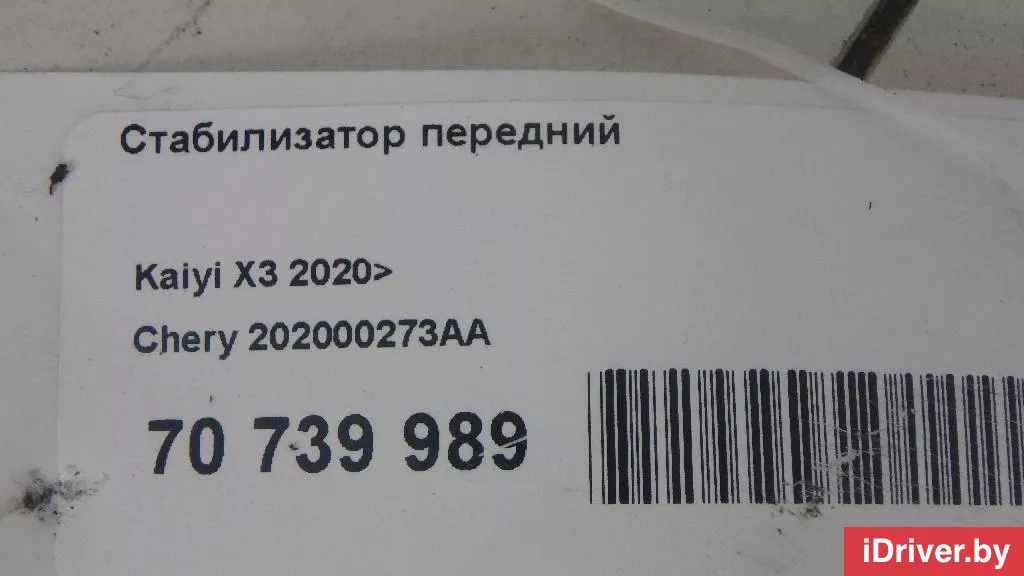 Стабилизатор передний
Kaiyi X3 2020>
Chery 202000273AA
70 739 989
iDriver.by